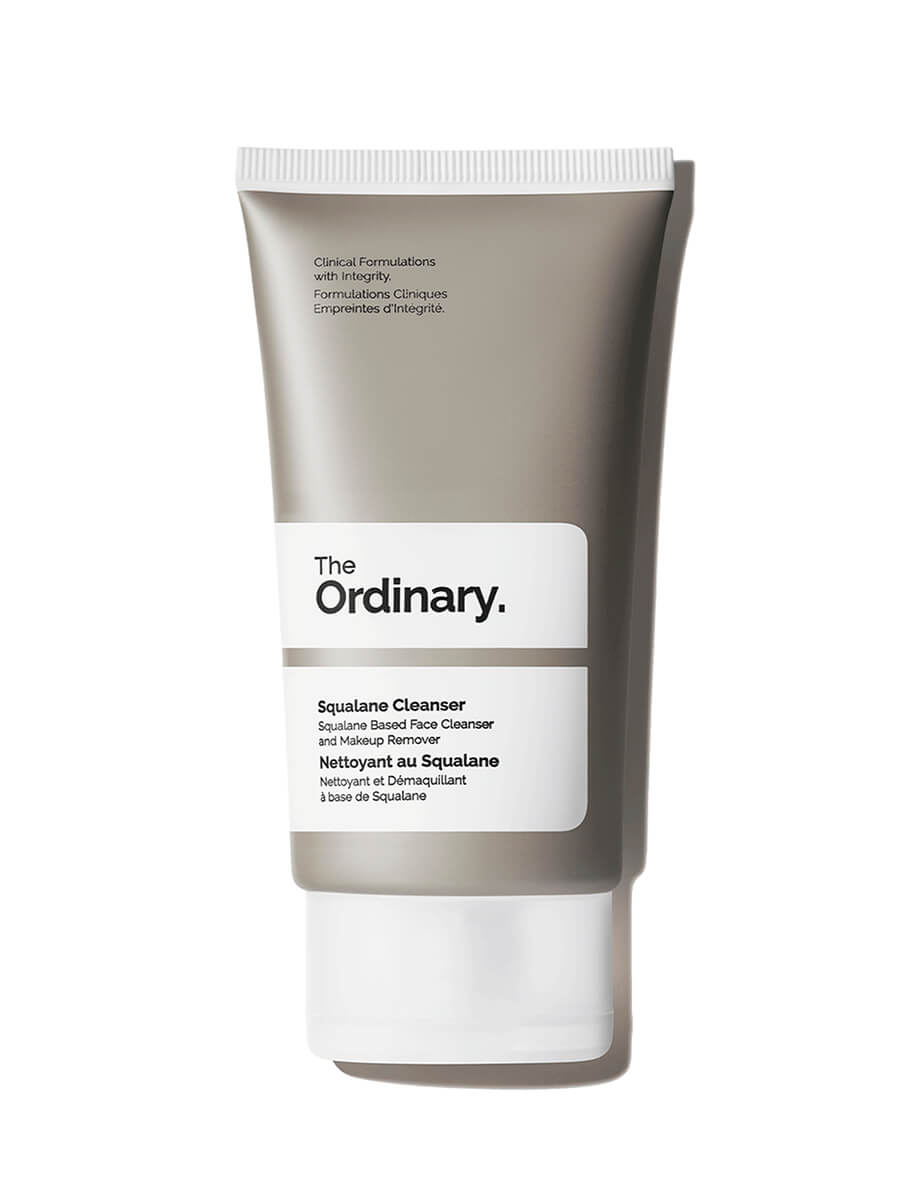 Clinical Formulations
with Integrity.
Formulations Cliniques
Empreintes d'Intégrité.
The
Ordinary.
Squalane Cleanser
Squalane Based Face Cleanser
and Makeup Remover
Nettoyant au Squalane
Nettoyant et Démaquillant
à base de Squalane